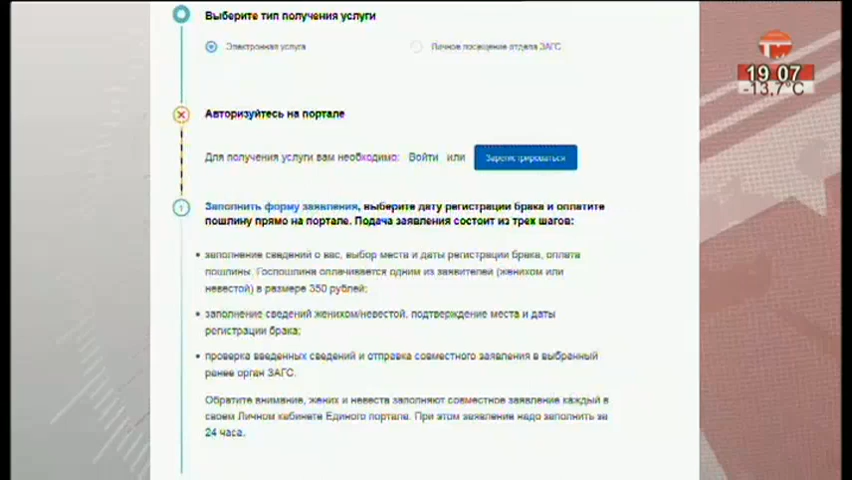 Выберите тип получения услуги
Электронная услуга
Личное посещение отдела ЗАГС
Авторизуйтесь на портале
Для получения услуги вам необходимо: Войти или Зарегистрироваться
1
Заполнить форму заявления, выберите дату регистрации брака и оплатите
пошлину прямо на портале. Подача заявления состоит из трех шагов:
• заполнение сведений о вас, выбор места и даты регистрации брака, оплата
пошлины. Госпошлина оплачивается одним из заявителей (женихом или
невестой) в размере 350 рублей;
• заполнение сведений женихом/невестой, подтверждение места и даты
регистрации брака;
• проверка введенных сведений и отправка совместного заявления в выбранный
ранее орган ЗАГС.
Обратите внимание, жених и невеста заполняют совместное заявление каждый в
своем Личном кабинете Единого портала. При этом заявление надо заполнить за
24 часа.
ТМ
19 07
-13,7°C